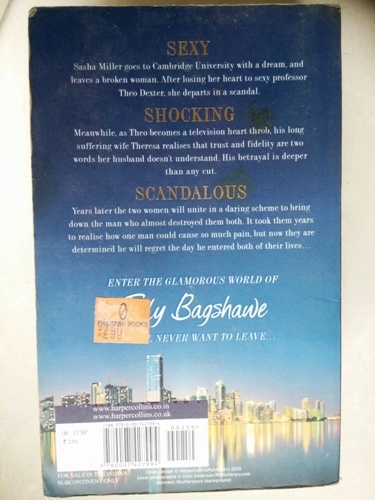 SEXY
Sasha Miller goes to Cambridge University with a dream, and
leaves a broken woman. After losing her heart to sexy professor
Theo Dexter, she departs in a scandal.
SHOCKING
Meanwhile, as Theo becomes a television heart throb, his long
suffering wife Theresa realises that trust and fidelity are two
words her husband doesn't understand. His betrayal is deeper
than any cut.
SCANDALOUS
Years later the two women will unite in a daring scheme to bring
down the man who almost destroyed them both. It took them years
to realise how one man could cause so much pain, but now they are
determined he will regret the day he entered both of their lives...
ENTER THE GLAMOROUS WORLD OF
Bagshawe
NEVER WANT TO LEAVE...
BOOKS
www.harpercollins.co.in
www.harpercollins.co.uk
₹ 250
FOR SALE IN THE INDIAN
SUBCONTINENT ONLY